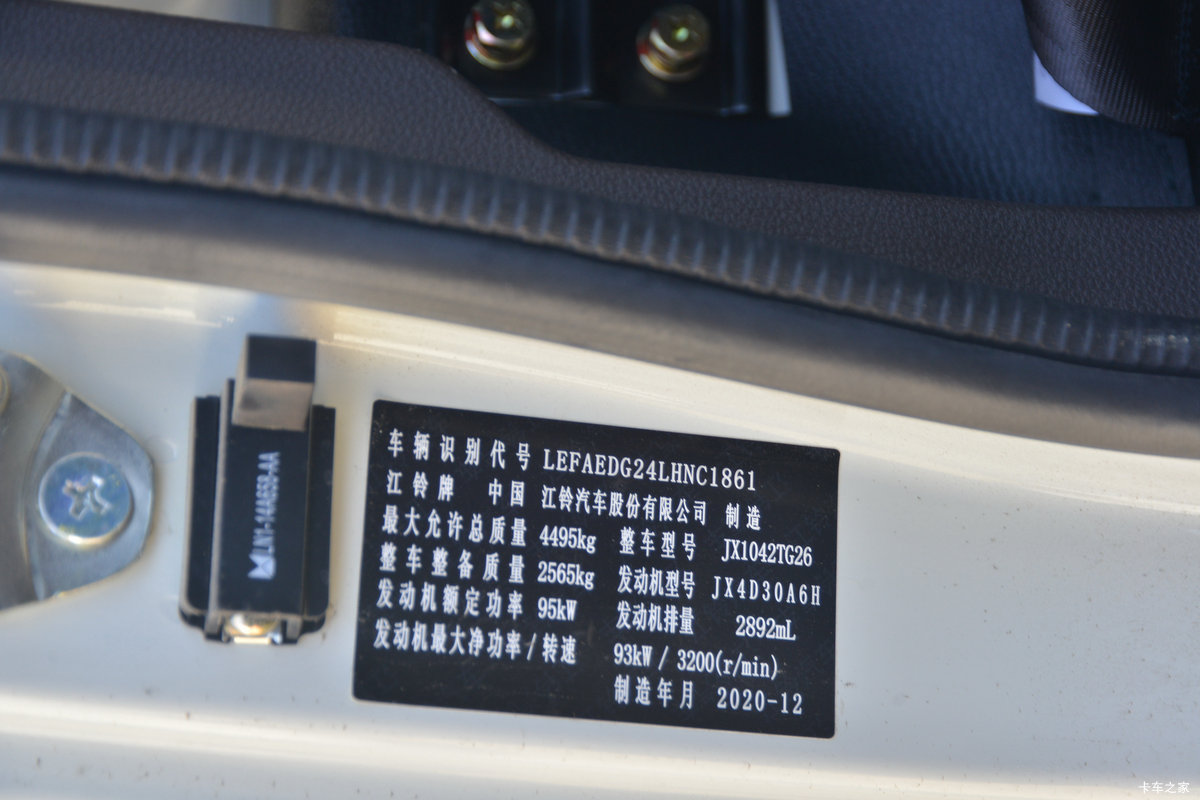 车辆识别代号 LEFAEDG24LHNC1861
江铃牌 中国 江铃汽车股份有限公司 制造
最大允许总质量 4495kg 整车型号 JX1042TG26
整车整备质量 2565kg 发动机型号 JX4D30A6H
发动机额定功率 95kW 发动机排量 2892mL
发动机最大净功率/转速 93kW / 3200(r/min)
制造年月 2020-12
卡车之家